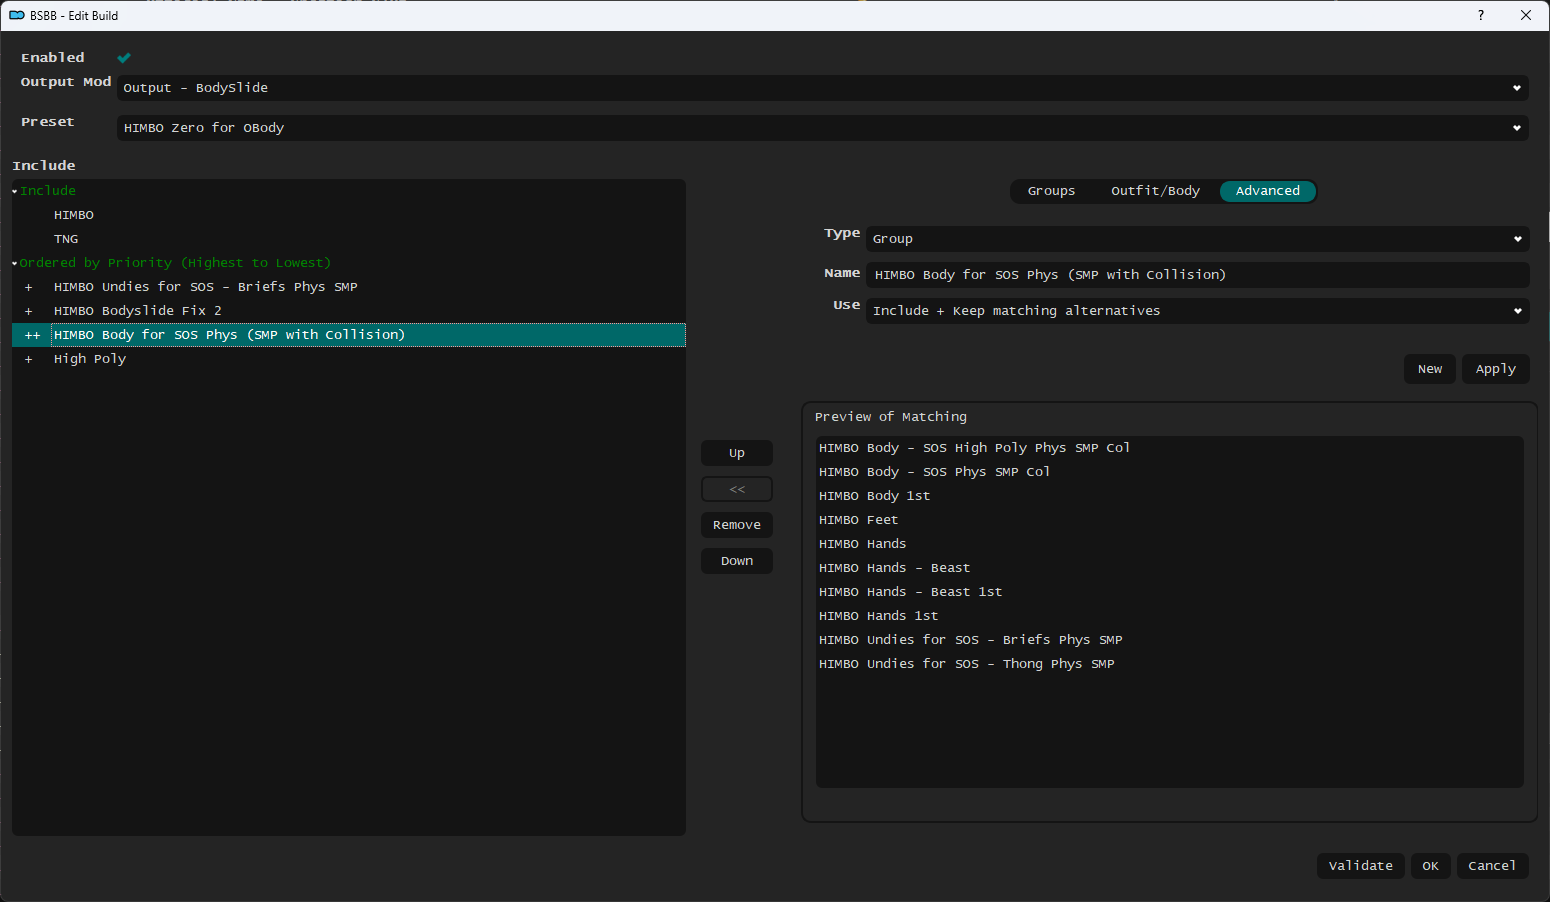 BSBB - Edit Build
?
Enabled
Output Mod
Output - BodySlide
Preset
HIMBO Zero for OBody
Include
Include
HIMBO
TNG
Ordered by Priority (Highest to Lowest)
+ HIMBO Undies for SOS - Briefs Phys SMP
+ HIMBO Bodyslide Fix 2
++ HIMBO Body for SOS Phys (SMP with Collision)
+ High Poly
Up
<<
Remove
Down
Groups Outfit/Body Advanced
Type Group
Name HIMBO Body for SOS Phys (SMP with Collision)
Use Include + Keep matching alternatives
New Apply
Preview of Matching
HIMBO Body - SOS High Poly Phys SMP Col
HIMBO Body - SOS Phys SMP Col
HIMBO Body 1st
HIMBO Feet
HIMBO Hands
HIMBO Hands - Beast
HIMBO Hands - Beast 1st
HIMBO Hands 1st
HIMBO Undies for SOS - Briefs Phys SMP
HIMBO Undies for SOS - Thong Phys SMP
Validate OK Cancel